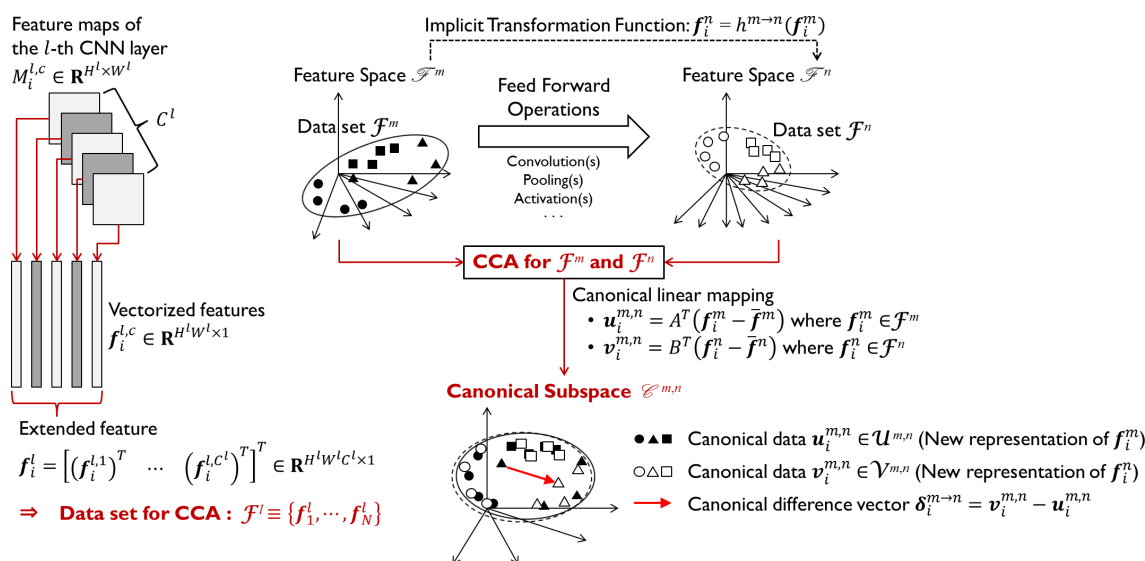 Feature maps of
the l-th CNN layer
M_i^{l,c} ∈ R^{H^l×W^l}
C^l
Vectorized features
f_i^{l,c} ∈ R^{H^l W^l×1}
Extended feature
f_i^l = [(f_i^{l,1})^T ⋯ (f_i^{l,C^l})^T]^T ∈ R^{H^l W^l C^l×1}
⇒ Data set for CCA : ℱ^l ≡ {f_1^l, ⋯, f_N^l}
Implicit Transformation Function: f_i^n = h^{m→n}(f_i^m)
Feature Space ℱ^m
Data set ℱ^m
Feed Forward
Operations
Convolution(s)
Pooling(s)
Activation(s)
· · ·
Feature Space ℱ^n
Data set ℱ^n
CCA for ℱ^m and ℱ^n
Canonical linear mapping
• u_i^{m,n} = A^T(f_i^m − f̄^m) where f_i^m ∈ ℱ^m
• v_i^{m,n} = B^T(f_i^n − f̄^n) where f_i^n ∈ ℱ^n
Canonical Subspace 𝒞^{m,n}
Canonical data u_i^{m,n} ∈ 𝒰^{m,n} (New representation of f_i^m)
Canonical data v_i^{m,n} ∈ 𝒱^{m,n} (New representation of f_i^n)
Canonical difference vector δ_i^{m→n} = v_i^{m,n} − u_i^{m,n}